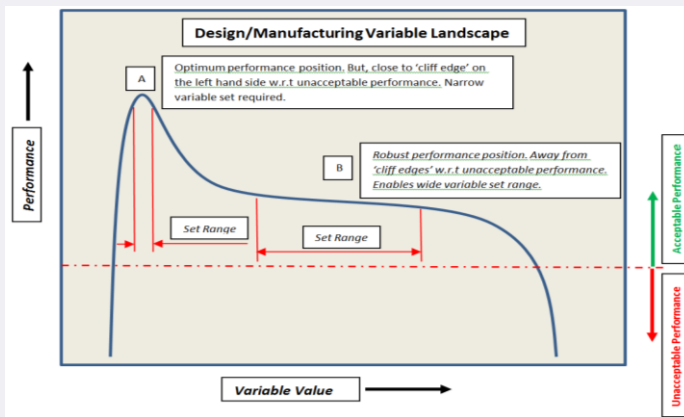 Design/Manufacturing Variable Landscape
A
Optimum performance position. But, close to 'cliff edge' on
the left hand side w.r.t unacceptable performance. Narrow
variable set required.
Performance
B
Robust performance position. Away from
'cliff edges' w.r.t unacceptable performance.
Enables wide variable set range.
Set Range
Set Range
Acceptable Performance
Unacceptable Performance
Variable Value